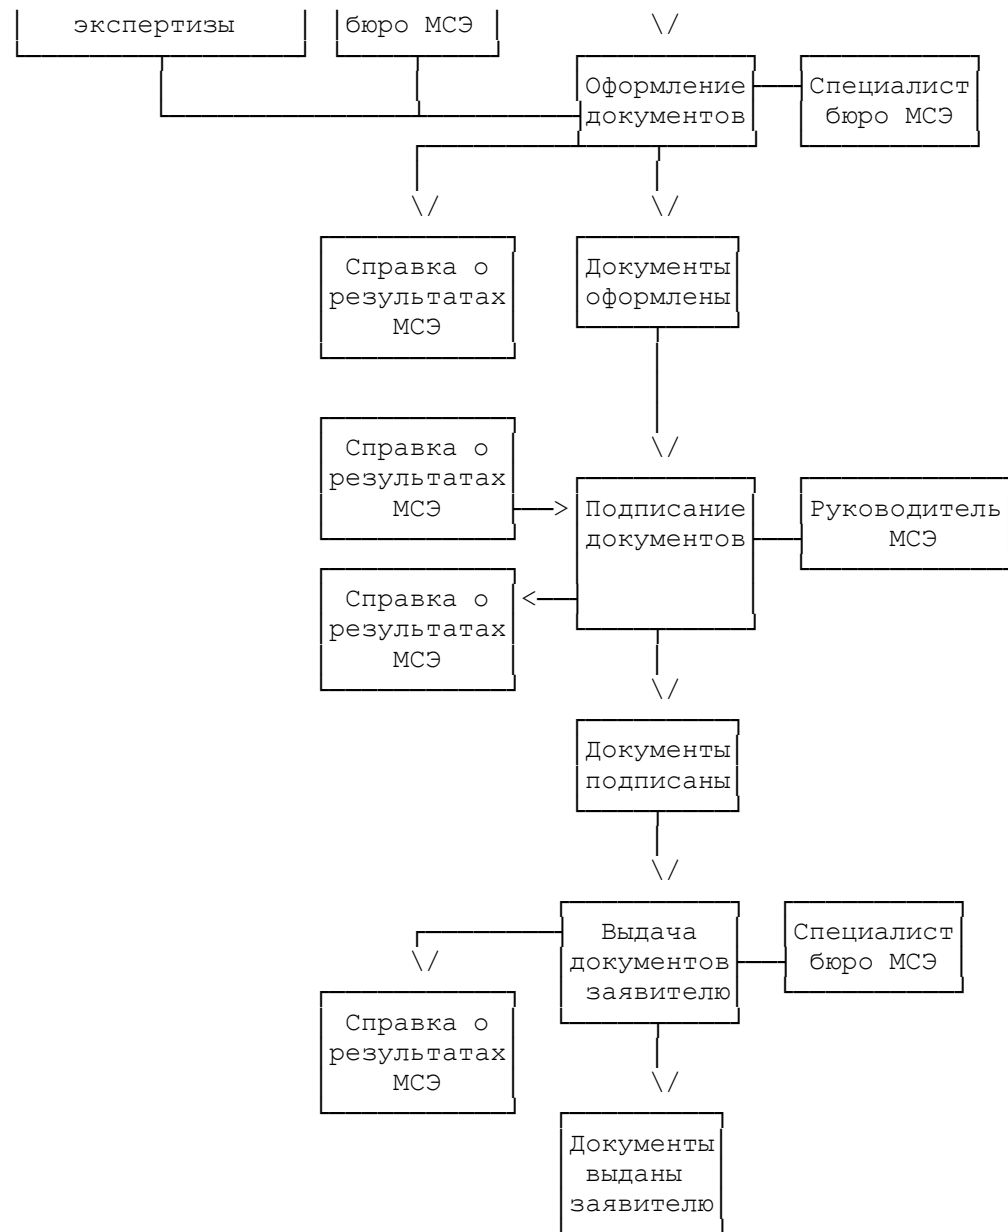 экспертизы
бюро МСЭ
Оформление
документов
Специалист
бюро МСЭ
Справка о
результатах
МСЭ
Документы
оформлены
Справка о
результатах
МСЭ
Подписание
документов
Руководитель
МСЭ
Справка о
результатах
МСЭ
Документы
подписаны
Выдача
документов
заявителю
Специалист
бюро МСЭ
Справка о
результатах
МСЭ
Документы
выданы
заявителю